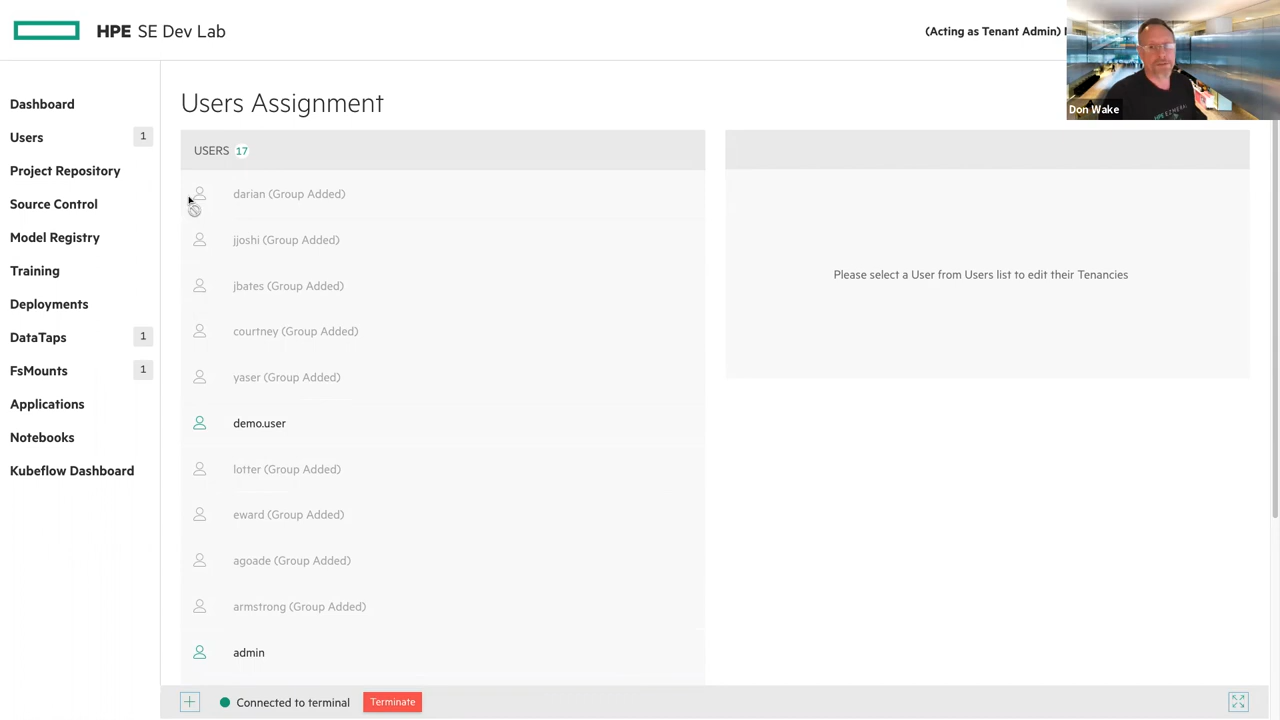 HPE SE Dev Lab
(Acting as Tenant Admin)
Don Wake
Dashboard
Users 1
Project Repository
Source Control
Model Registry
Training
Deployments
DataTaps 1
FsMounts 1
Applications
Notebooks
Kubeflow Dashboard
Users Assignment
USERS 17
darian (Group Added)
jjoshi (Group Added)
jbates (Group Added)
courtney (Group Added)
yaser (Group Added)
demo.user
lotter (Group Added)
eward (Group Added)
agoade (Group Added)
armstrong (Group Added)
admin
Please select a User from Users list to edit their Tenancies
Connected to terminal
Terminate